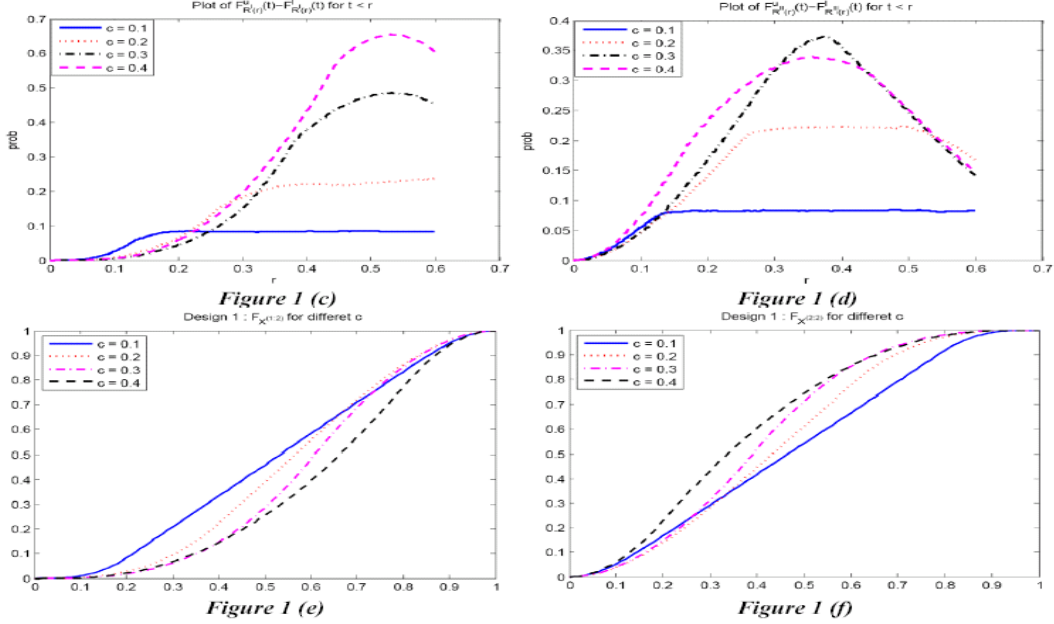 Plot of F^u_{R^I(r)}(t)−F^l_{R^I(r)}(t) for t < r
0.7
0.6
0.5
0.4
0.3
0.2
0.1
0
prob
c = 0.1
c = 0.2
c = 0.3
c = 0.4
0 0.1 0.2 0.3 0.4 0.5 0.6 0.7
r
Figure 1 (c)
Plot of F^u_{R^II(r)}(t)−F^l_{R^II(r)}(t) for t < r
0.4
0.35
0.3
0.25
0.2
0.15
0.1
0.05
0
prob
c = 0.1
c = 0.2
c = 0.3
c = 0.4
0 0.1 0.2 0.3 0.4 0.5 0.6 0.7
r
Figure 1 (d)
Design 1 : F_{X^(1:2)} for differet c
1
0.9
0.8
0.7
0.6
0.5
0.4
0.3
0.2
0.1
0
c = 0.1
c = 0.2
c = 0.3
c = 0.4
0 0.1 0.2 0.3 0.4 0.5 0.6 0.7 0.8 0.9 1
Figure 1 (e)
Design 1 : F_{X^(2:2)} for differet c
1
0.9
0.8
0.7
0.6
0.5
0.4
0.3
0.2
0.1
0
c = 0.1
c = 0.2
c = 0.3
c = 0.4
0 0.1 0.2 0.3 0.4 0.5 0.6 0.7 0.8 0.9 1
Figure 1 (f)